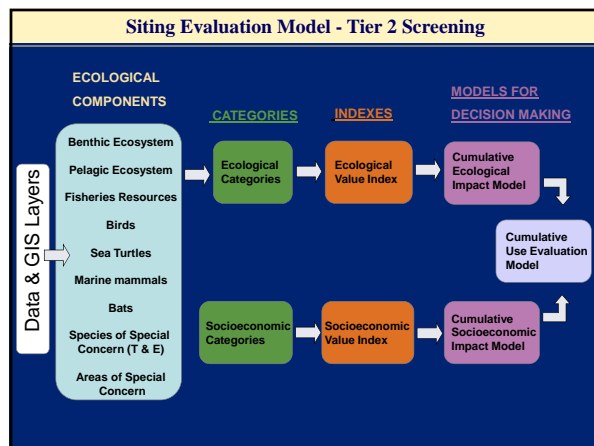 Siting Evaluation Model - Tier 2 Screening
ECOLOGICAL
COMPONENTS
CATEGORIES
INDEXES
MODELS FOR
DECISION MAKING
Data & GIS Layers
Benthic Ecosystem
Pelagic Ecosystem
Fisheries Resources
Birds
Sea Turtles
Marine mammals
Bats
Species of Special
Concern (T & E)
Areas of Special
Concern
Ecological
Categories
Ecological
Value Index
Cumulative
Ecological
Impact Model
Cumulative
Use Evaluation
Model
Socioeconomic
Categories
Socioeconomic
Value Index
Cumulative
Socioeconomic
Impact Model